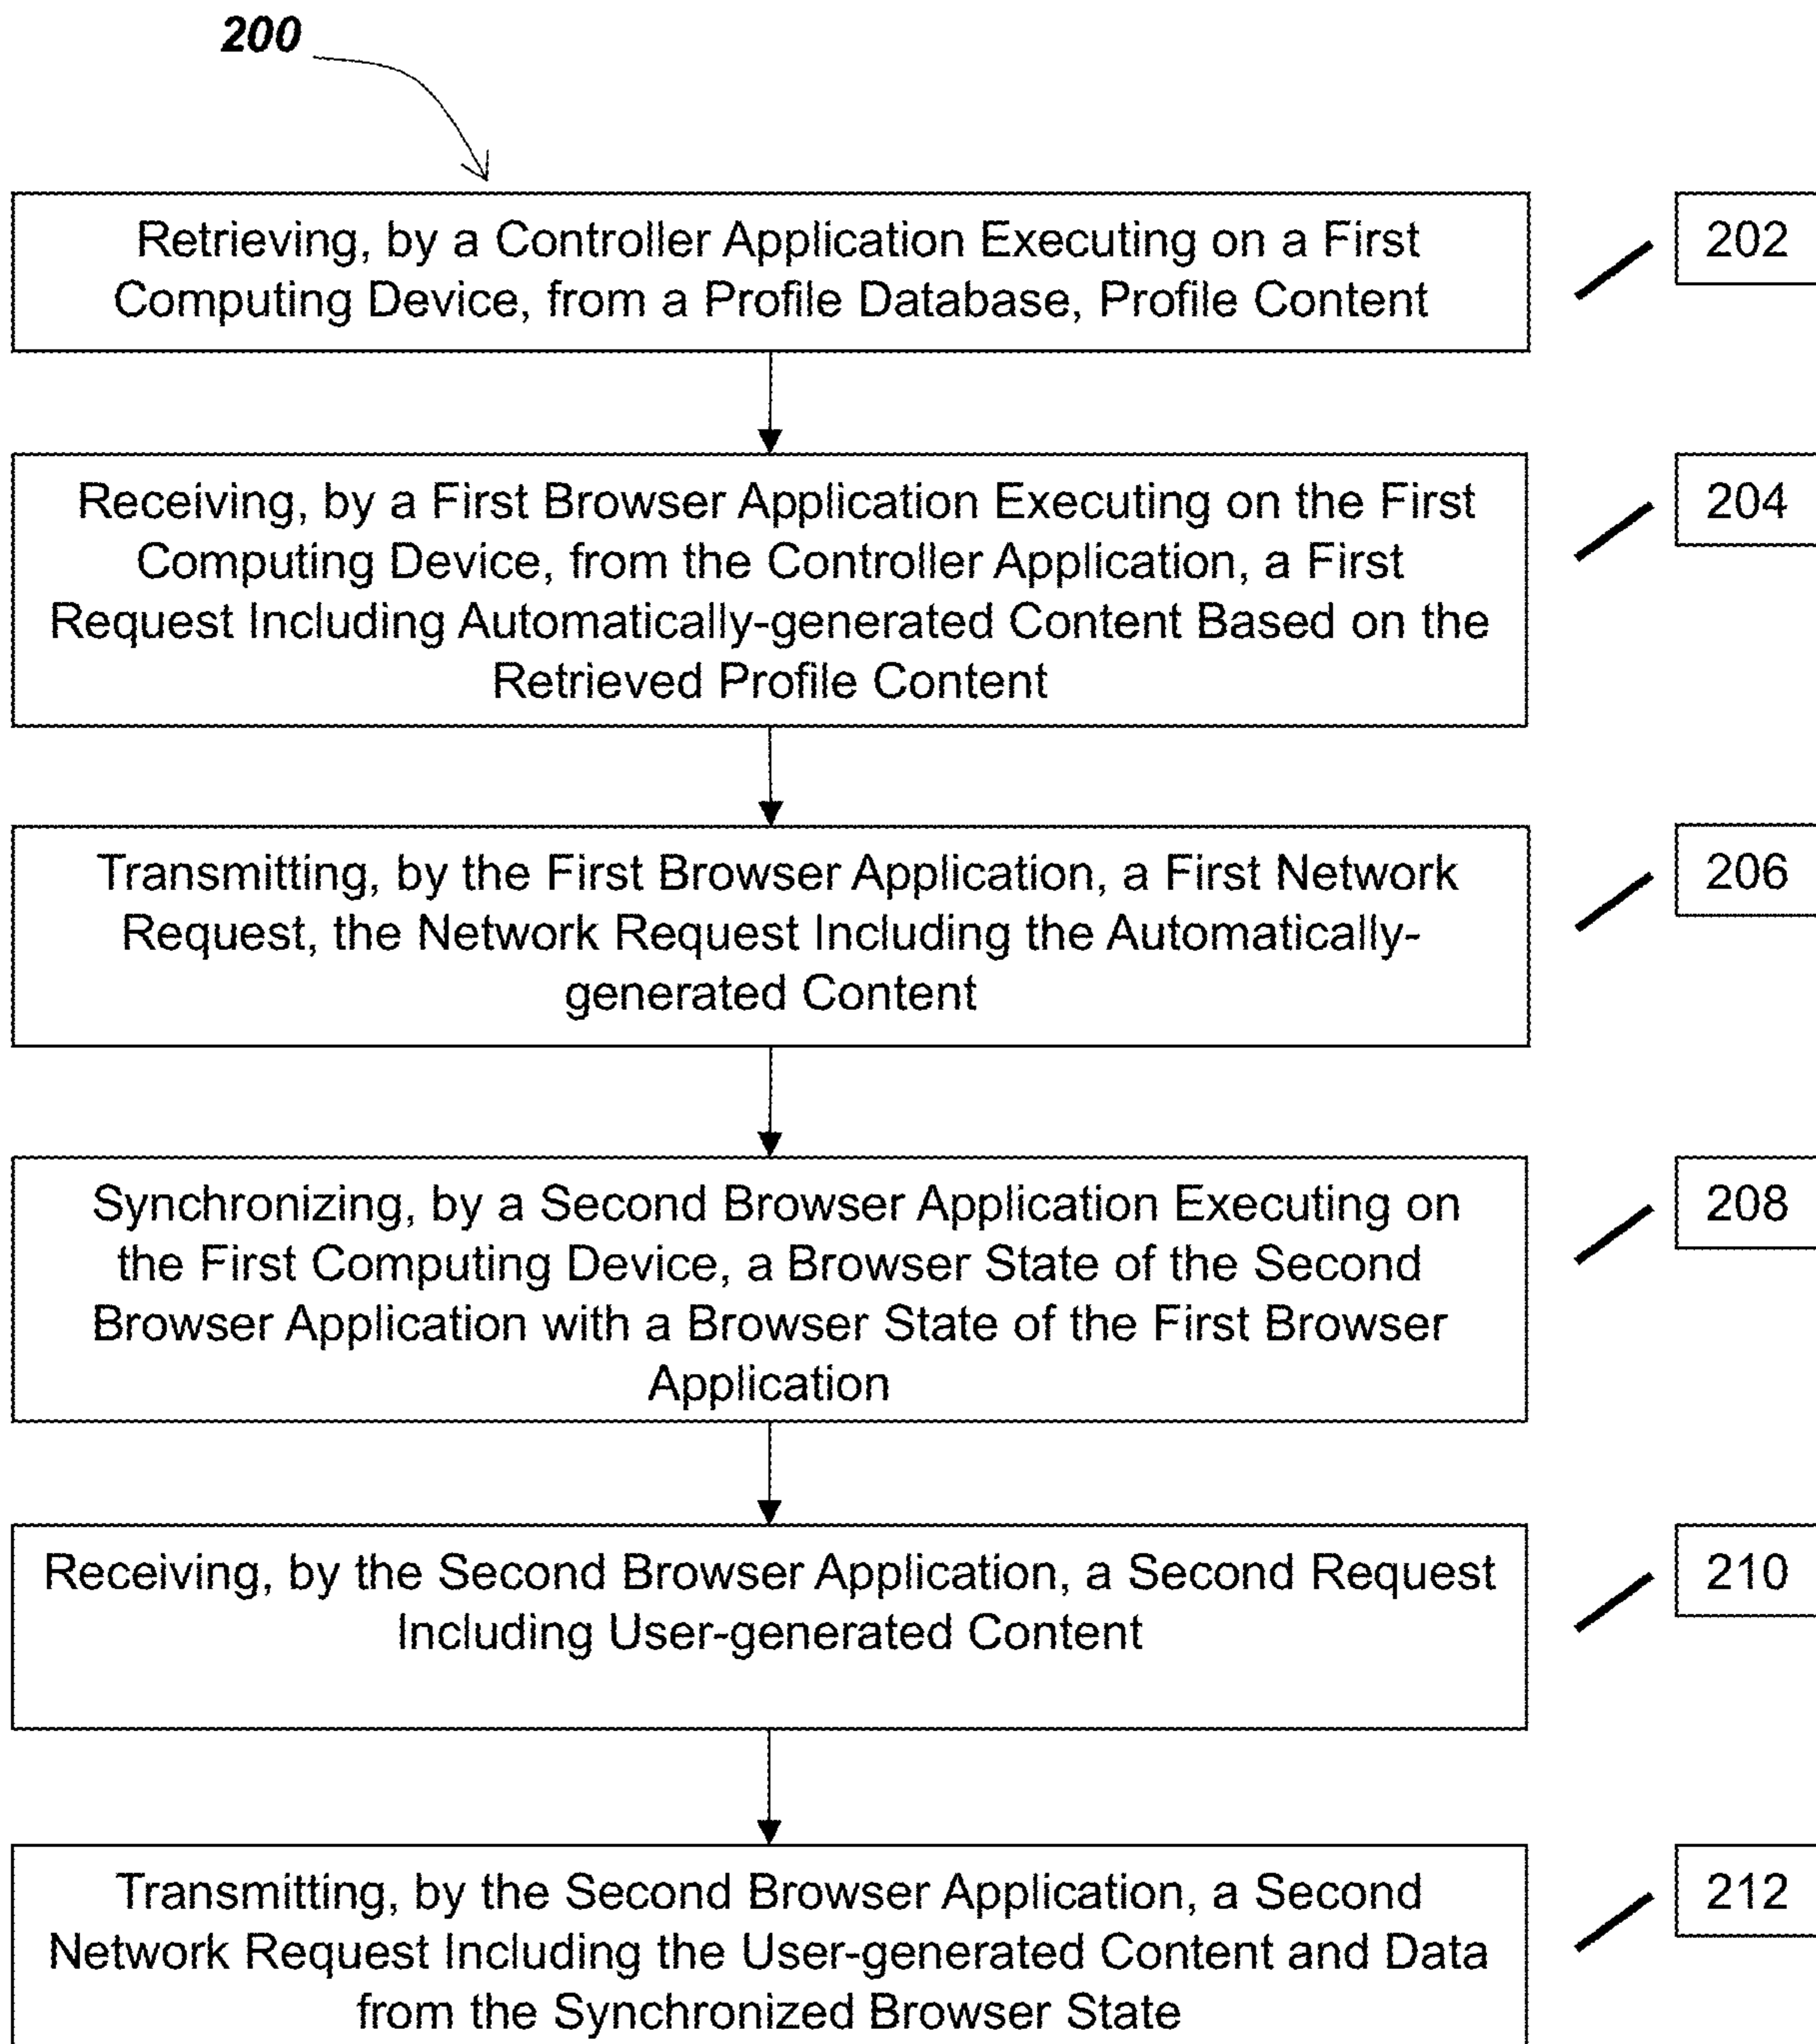 200
Retrieving, by a Controller Application Executing on a First
Computing Device, from a Profile Database, Profile Content
202
Receiving, by a First Browser Application Executing on the First
Computing Device, from the Controller Application, a First
Request Including Automatically-generated Content Based on the
Retrieved Profile Content
204
Transmitting, by the First Browser Application, a First Network
Request, the Network Request Including the Automatically-
generated Content
206
Synchronizing, by a Second Browser Application Executing on
the First Computing Device, a Browser State of the Second
Browser Application with a Browser State of the First Browser
Application
208
Receiving, by the Second Browser Application, a Second Request
Including User-generated Content
210
Transmitting, by the Second Browser Application, a Second
Network Request Including the User-generated Content and Data
from the Synchronized Browser State
212